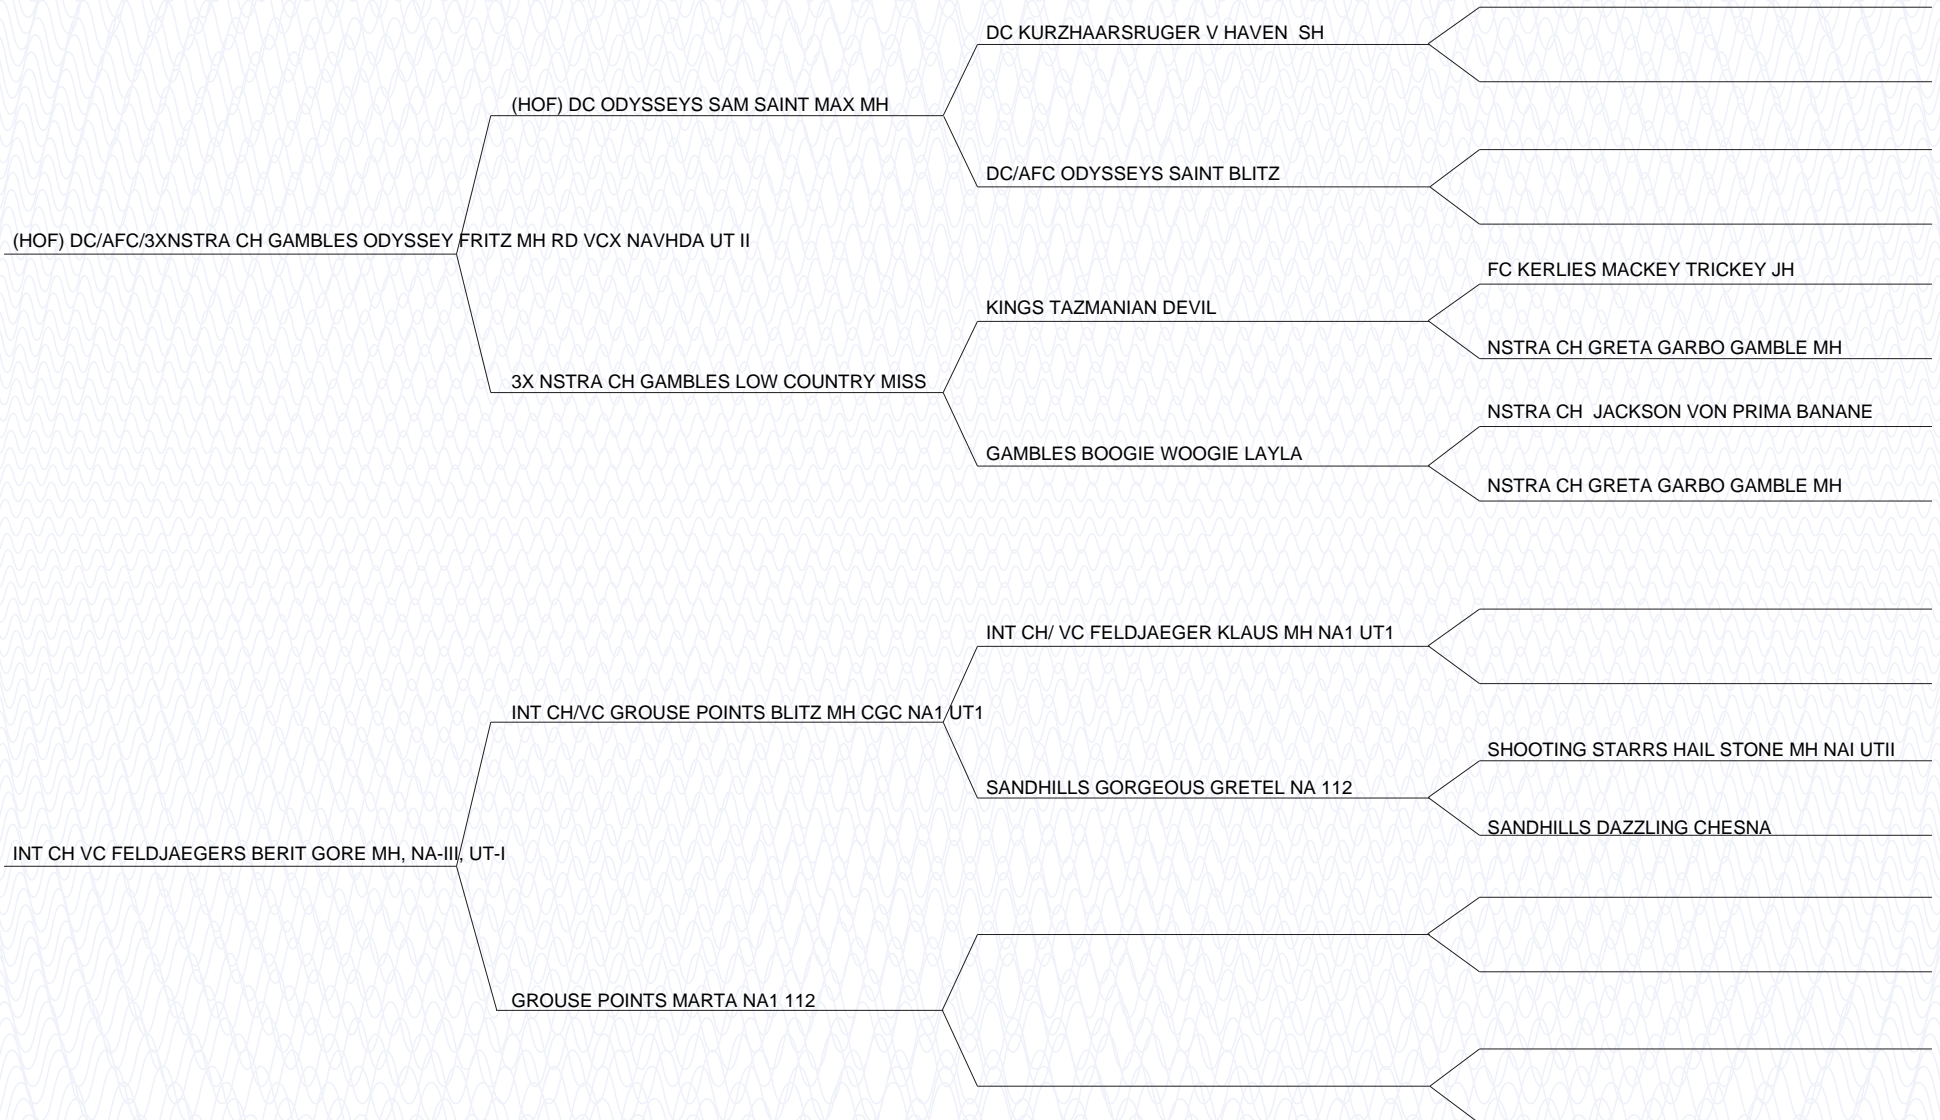 DC KURZHAARSRUGER V HAVEN  SH
(HOF) DC ODYSSEYS SAM SAINT MAX MH
DC/AFC ODYSSEYS SAINT BLITZ
(HOF) DC/AFC/3XNSTRA CH GAMBLES ODYSSEY FRITZ MH RD VCX NAVHDA UT II
FC KERLIES MACKEY TRICKEY JH
KINGS TAZMANIAN DEVIL
NSTRA CH GRETA GARBO GAMBLE MH
3X NSTRA CH GAMBLES LOW COUNTRY MISS
NSTRA CH  JACKSON VON PRIMA BANANE
GAMBLES BOOGIE WOOGIE LAYLA
NSTRA CH GRETA GARBO GAMBLE MH
INT CH/ VC FELDJAEGER KLAUS MH NA1 UT1
INT CH/VC GROUSE POINTS BLITZ MH CGC NA1 UT1
SHOOTING STARRS HAIL STONE MH NAI UTII
SANDHILLS GORGEOUS GRETEL NA 112
SANDHILLS DAZZLING CHESNA
INT CH VC FELDJAEGERS BERIT GORE MH, NA-III, UT-I
GROUSE POINTS MARTA NA1 112